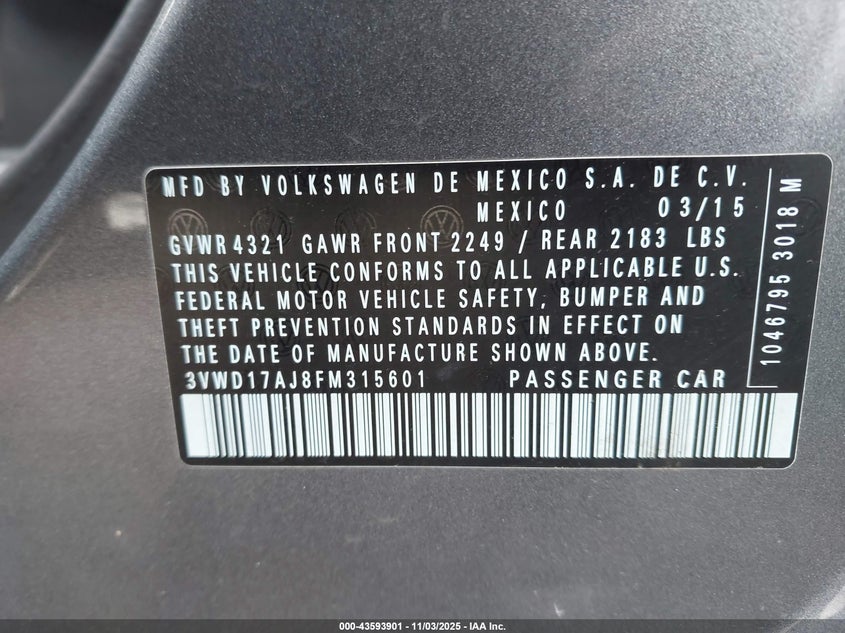 MFD BY VOLKSWAGEN DE MEXICO S.A. DE C.V.
MEXICO 03/15
GVWR 4321 GAWR FRONT 2249 / REAR 2183 LBS
THIS VEHICLE CONFORMS TO ALL APPLICABLE U.S.
FEDERAL MOTOR VEHICLE SAFETY, BUMPER AND
THEFT PREVENTION STANDARDS IN EFFECT ON
THE DATE OF MANUFACTURE SHOWN ABOVE.
3VWD17AJ8FM315601 PASSENGER CAR
1046795 3018 M
000-43593901 - 11/03/2025 - IAA Inc.